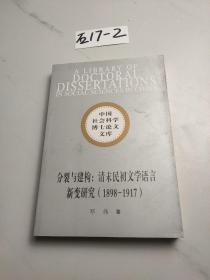 石17-2
A LIBRARY OF
DOCTORAL
DISSERTATIONS
IN SOCIAL SCIENCES IN CHINA
中国
社会科学
博士论文
文库
分裂与建构：清末民初文学语言
新变研究（1898-1917）
邓伟 著